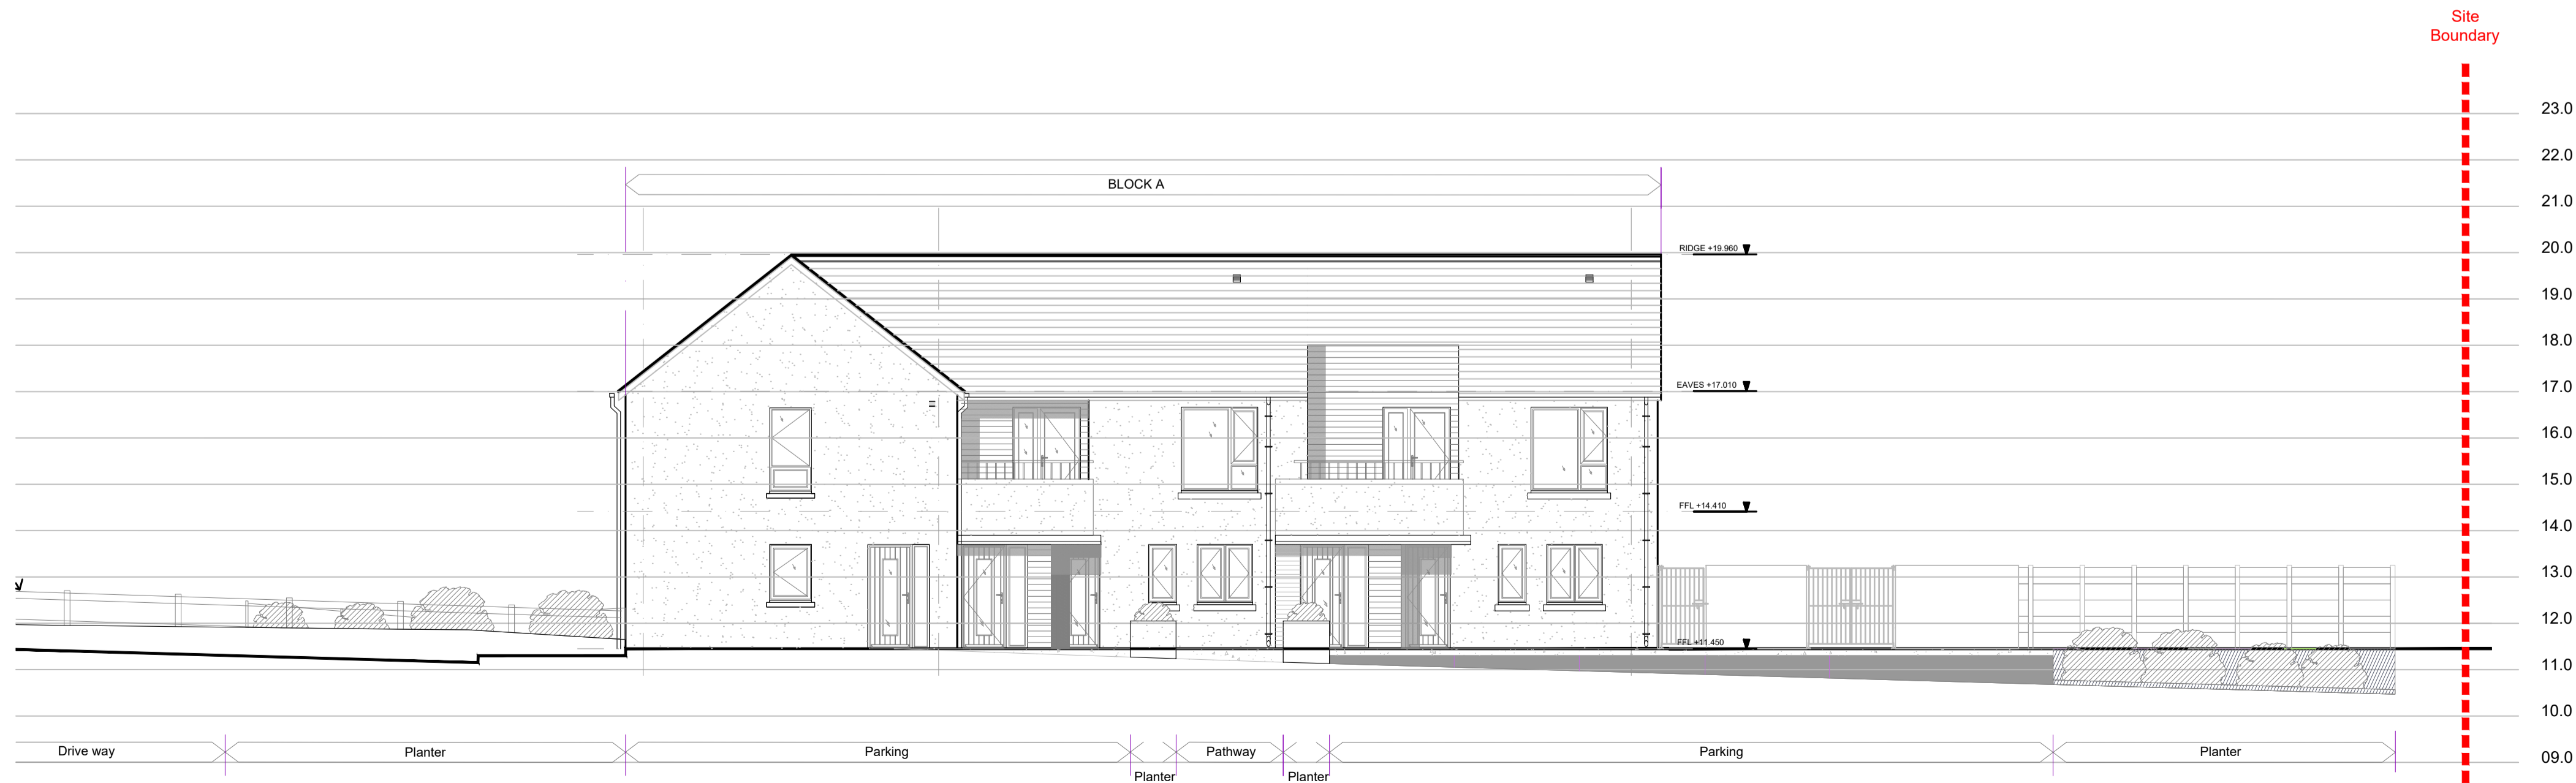 Site
Boundary
23.0
22.0
BLOCK A
21.0
RIDGE +19.960
20.0
19.0
18.0
EAVES +17.010
17.0
16.0
15.0
FFL +14.410
14.0
13.0
12.0
FFL +11.450
11.0
10.0
Drive way
Planter
Parking
Pathway
Parking
Planter
09.0
Planter
Planter